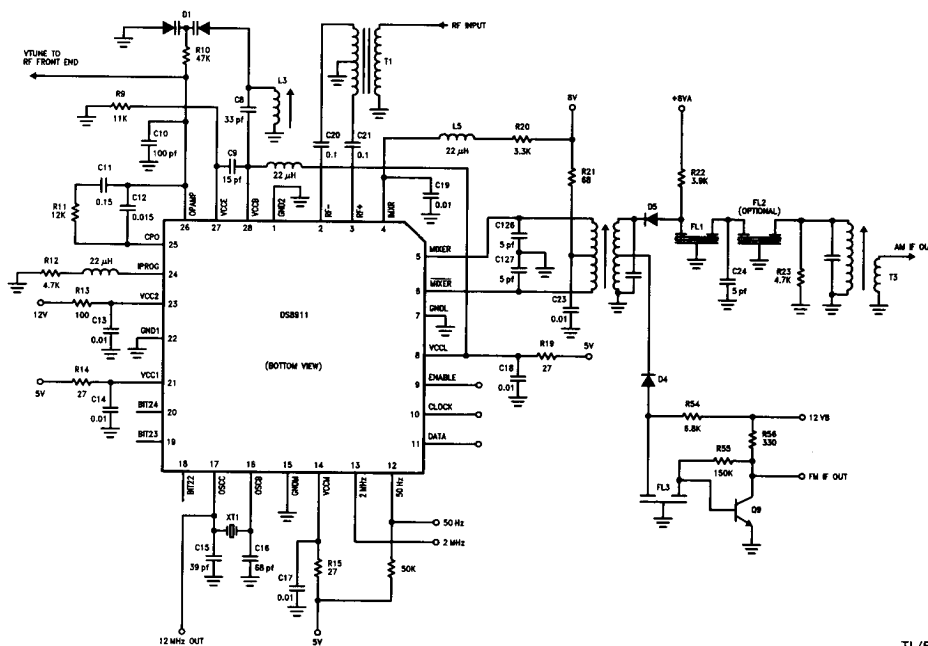 D1
RF INPUT
VTUNE TO
RF FRONT END
R10
47K
T1
L3
8V
+8VA
R9
11K
C8
33 pf
C20
0.1
C21
0.1
L5
22 μH
R20
3.3K
C10
100 pf
C9
15 pf
22 μH
R21
68
R22
3.9K
C11
0.15
C12
0.015
R11
12K
C19
0.01
D5
FL1
FL2
(OPTIONAL)
OPAMP
VCCE
VCCB
GND2
RF-
RF+
IMXR
26
27
28
1
2
3
4
CPO
25
MIXER
5
C126
5 pf
C127
5 pf
AM IF OUT
C24
5 pf
R23
4.7K
T3
R12
4.7K
22 μH
IPROG
24
MIXER
6
R13
100
12V
VCC2
23
GNDL
7
C23
0.01
C13
0.01
DS8911
GND1
22
(BOTTOM VIEW)
VCCL
8
R19
27
5V
C18
0.01
R14
27
5V
VCC1
21
ENABLE
9
D4
C14
0.01
BIT24
20
CLOCK
10
R54
6.8K
12 VB
R56
330
BIT23
19
DATA
11
R55
150K
FM IF OUT
18
17
16
15
14
13
12
BIT22
OSCC
OSCB
GNDM
VCCM
2 MHz
50 Hz
FL3
Q9
XT1
50 Hz
2 MHz
C15
39 pf
C16
68 pf
C17
0.01
R15
27
50K
12 MHz OUT
5V